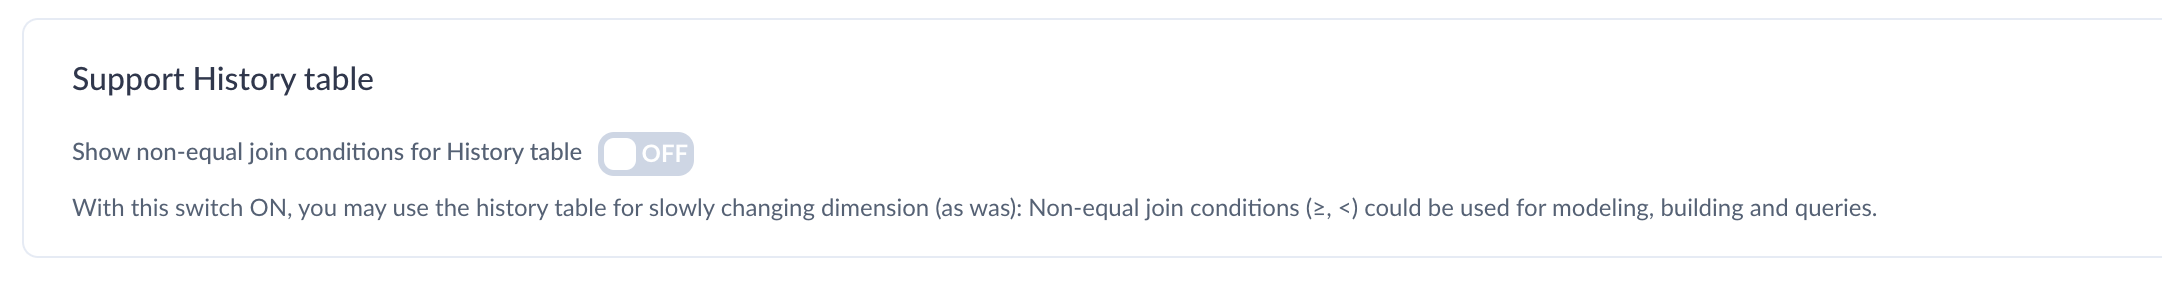 Support History table
Show non-equal join conditions for History table OFF
With this switch ON, you may use the history table for slowly changing dimension (as was): Non-equal join conditions (≥, <) could be used for modeling, building and queries.